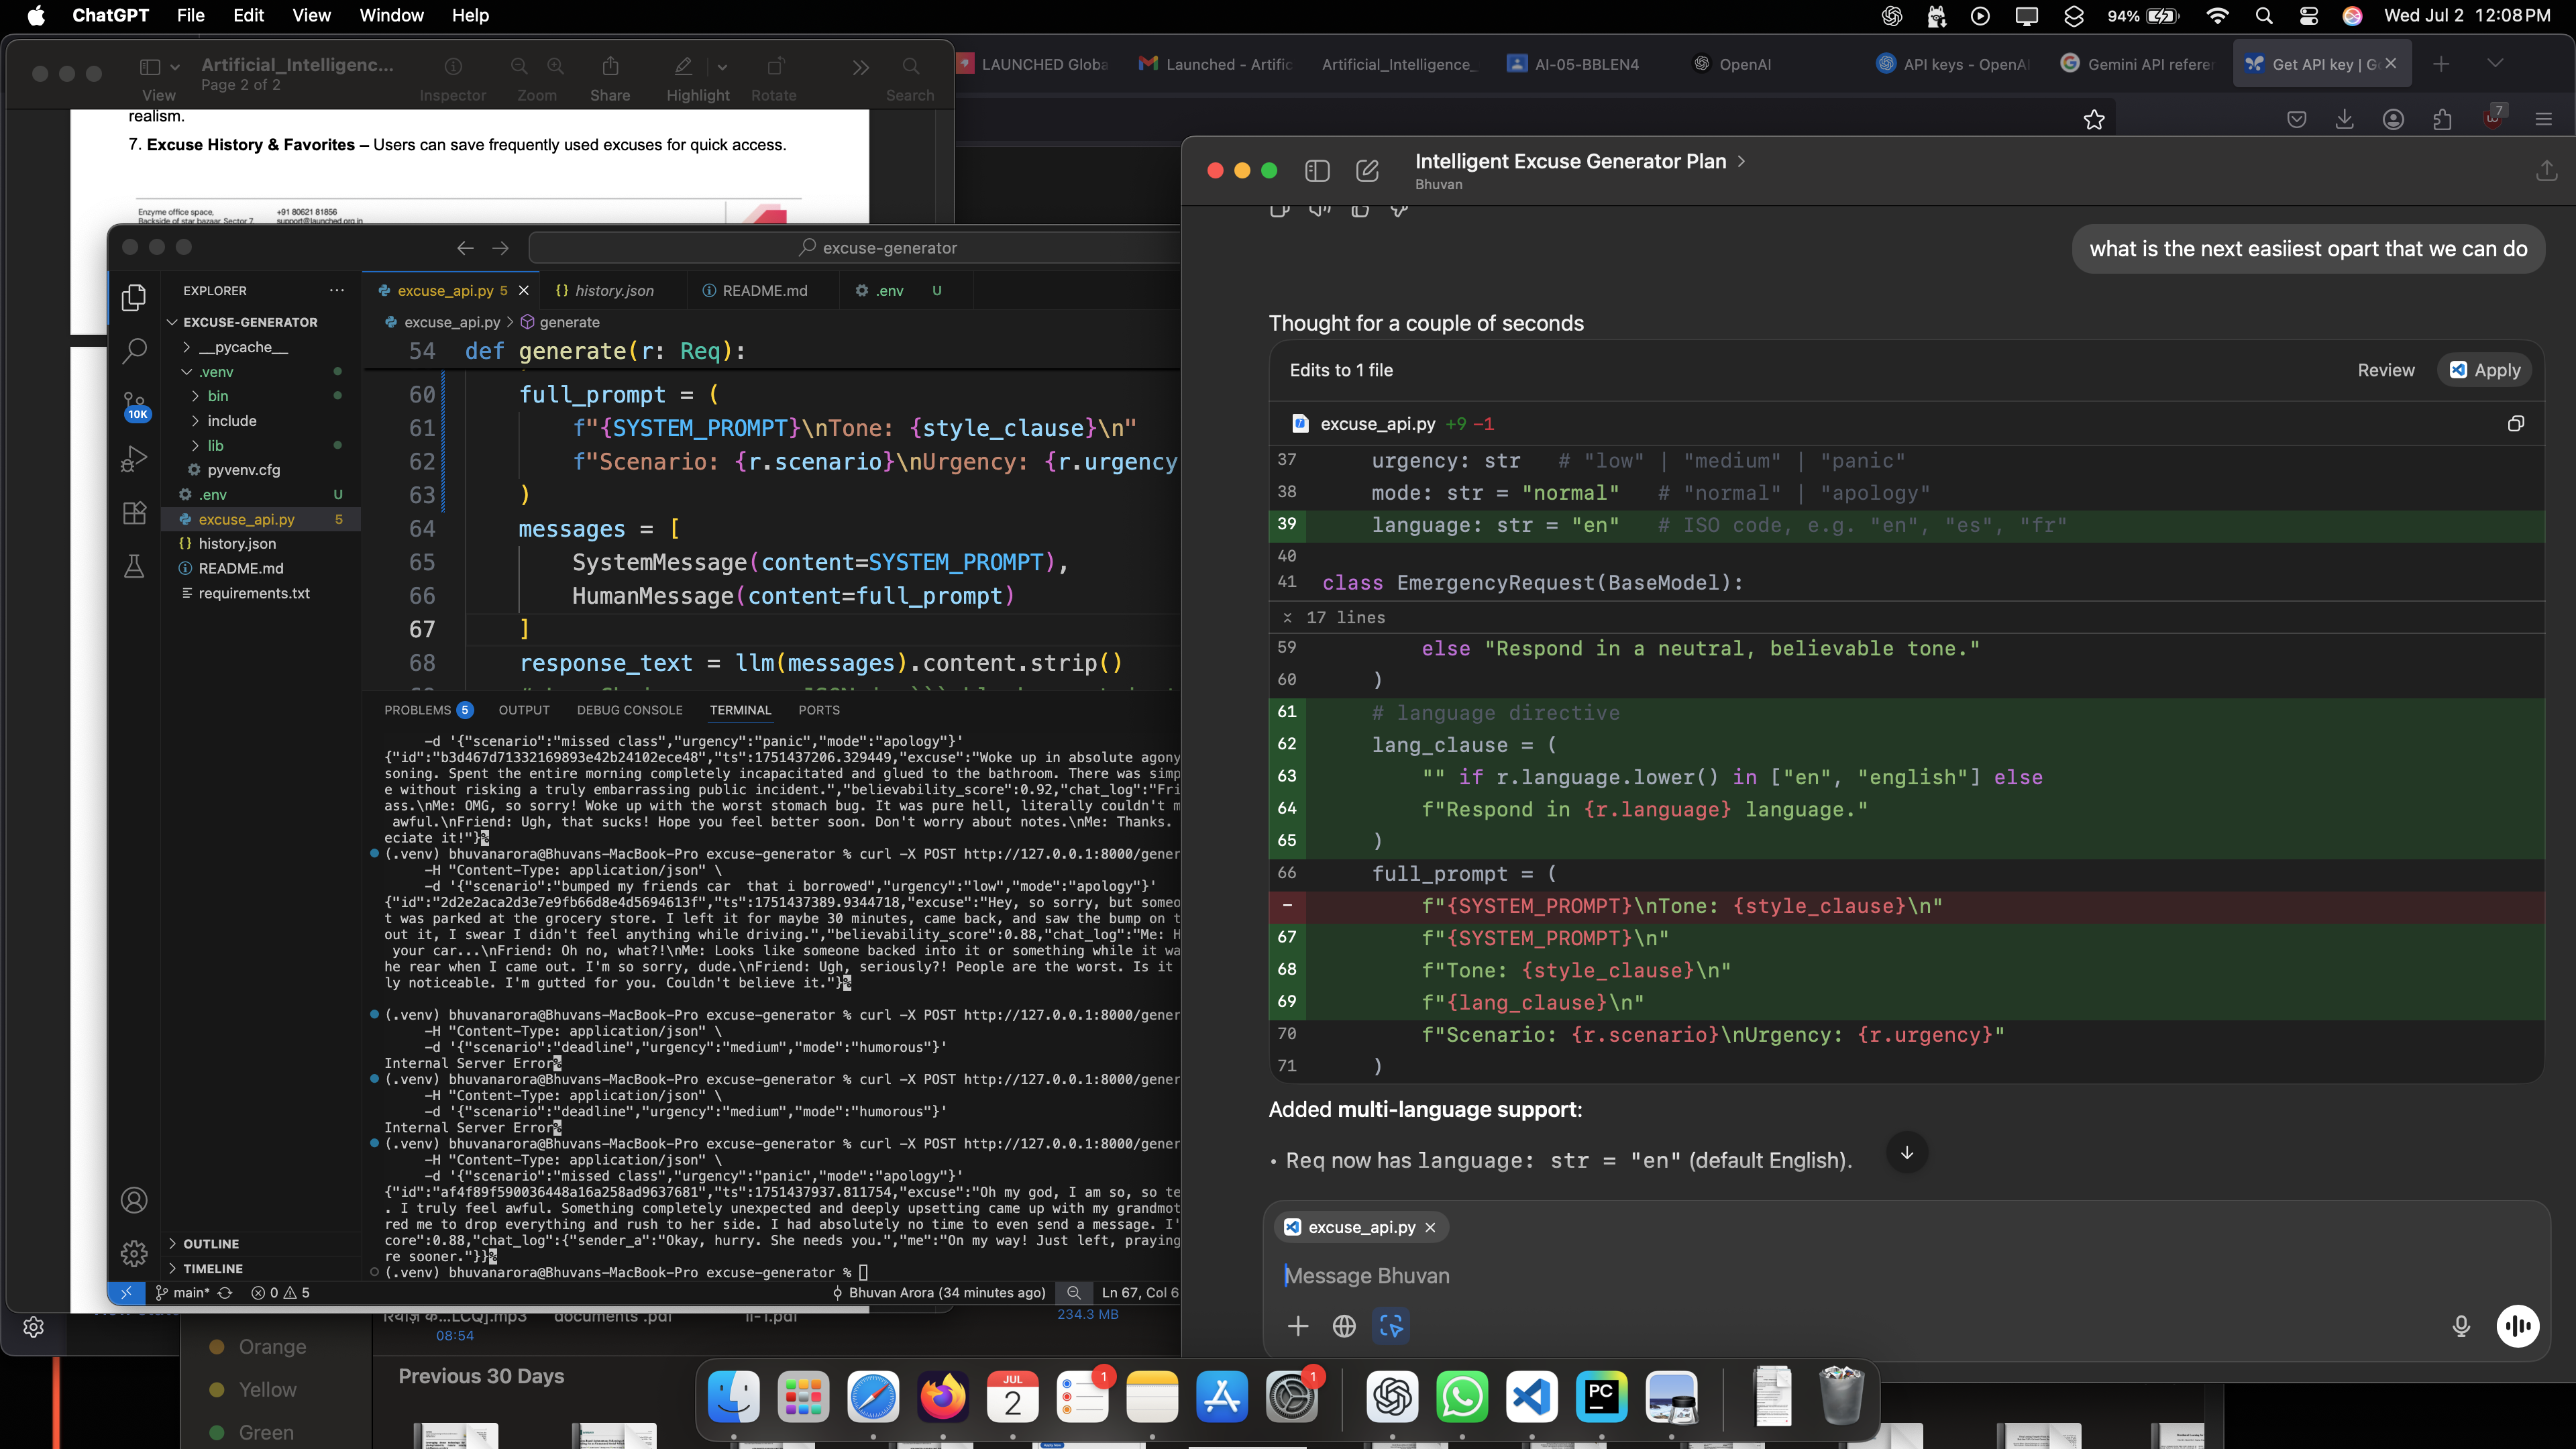 ChatGPT File Edit View Window Help
94% Wed Jul 2 12:08 PM
Artificial_Intelligenc...
Page 2 of 2
View Inspector Zoom Share Highlight Rotate Search
LAUNCHED Globa
Launched - Artific
Artificial_Intelligence_
AI-05-BBLEN4
OpenAI
API keys - OpenAI
Gemini API referen
Get API key | G
7
realism.
7. Excuse History & Favorites – Users can save frequently used excuses for quick access.
Enzyme office space,
Backside of star bazaar, Sector 7
+91 80621 81856
support@launched.org.in
excuse-generator
EXPLORER
EXCUSE-GENERATOR
__pycache__
.venv
bin
include
lib
pyvenv.cfg
.env U
excuse_api.py 5
history.json
README.md
requirements.txt
10K
OUTLINE
TIMELINE
excuse_api.py 5
history.json
README.md
.env U
excuse_api.py > generate
54 def generate(r: Req):
60 full_prompt = (
61 f"{SYSTEM_PROMPT}\nTone: {style_clause}\n"
62 f"Scenario: {r.scenario}\nUrgency: {r.urgency
63 )
64 messages = [
65 SystemMessage(content=SYSTEM_PROMPT),
66 HumanMessage(content=full_prompt)
67 ]
68 response_text = llm(messages).content.strip()
PROBLEMS 5 OUTPUT DEBUG CONSOLE TERMINAL PORTS
-d '{"scenario":"missed class","urgency":"panic","mode":"apology"}'
{"id":"b3d467d71332169893e42b24102ece48","ts":1751437206.329449,"excuse":"Woke up in absolute agony
soning. Spent the entire morning completely incapacitated and glued to the bathroom. There was simp
e without risking a truly embarrassing public incident.","believability_score":0.92,"chat_log":"Fri
ass.\nMe: OMG, so sorry! Woke up with the worst stomach bug. It was pure hell, literally couldn't m
awful.\nFriend: Ugh, that sucks! Hope you feel better soon. Don't worry about notes.\nMe: Thanks.
eciate it!"}%
(.venv) bhuvanarora@Bhuvans-MacBook-Pro excuse-generator % curl -X POST http://127.0.0.1:8000/gener
-H "Content-Type: application/json" \
-d '{"scenario":"bumped my friends car  that i borrowed","urgency":"low","mode":"apology"}'
{"id":"2d2e2aca2d3e7e9fb66d8e4d5694613f","ts":1751437389.9344718,"excuse":"Hey, so sorry, but someo
t was parked at the grocery store. I left it for maybe 30 minutes, came back, and saw the bump on t
out it, I swear I didn't feel anything while driving.","believability_score":0.88,"chat_log":"Me: H
your car...\nFriend: Oh no, what?!\nMe: Looks like someone backed into it or something while it wa
he rear when I came out. I'm so sorry, dude.\nFriend: Ugh, seriously?! People are the worst. Is it
ly noticeable. I'm gutted for you. Couldn't believe it."}%
(.venv) bhuvanarora@Bhuvans-MacBook-Pro excuse-generator % curl -X POST http://127.0.0.1:8000/gener
-H "Content-Type: application/json" \
-d '{"scenario":"deadline","urgency":"medium","mode":"humorous"}'
Internal Server Error%
(.venv) bhuvanarora@Bhuvans-MacBook-Pro excuse-generator % curl -X POST http://127.0.0.1:8000/gener
-H "Content-Type: application/json" \
-d '{"scenario":"deadline","urgency":"medium","mode":"humorous"}'
Internal Server Error%
(.venv) bhuvanarora@Bhuvans-MacBook-Pro excuse-generator % curl -X POST http://127.0.0.1:8000/gener
-H "Content-Type: application/json" \
-d '{"scenario":"missed class","urgency":"panic","mode":"apology"}'
{"id":"af4f89f590036448a16a258ad9637681","ts":1751437937.811754,"excuse":"Oh my god, I am so, so te
. I truly feel awful. Something completely unexpected and deeply upsetting came up with my grandmot
red me to drop everything and rush to her side. I had absolutely no time to even send a message. I'
core":0.88,"chat_log":{"sender_a":"Okay, hurry. She needs you.","me":"On my way! Just left, praying
re sooner."}}%
(.venv) bhuvanarora@Bhuvans-MacBook-Pro excuse-generator %
main* 0 5 Bhuvan Arora (34 minutes ago) Ln 67, Col 6
Intelligent Excuse Generator Plan
Bhuvan
what is the next easiiest opart that we can do
Thought for a couple of seconds
Edits to 1 file Review Apply
excuse_api.py +9 −1
37 urgency: str # "low" | "medium" | "panic"
38 mode: str = "normal" # "normal" | "apology"
39 language: str = "en" # ISO code, e.g. "en", "es", "fr"
40
41 class EmergencyRequest(BaseModel):
17 lines
59 else "Respond in a neutral, believable tone."
60 )
61 # language directive
62 lang_clause = (
63 "" if r.language.lower() in ["en", "english"] else
64 f"Respond in {r.language} language."
65 )
66 full_prompt = (
- f"{SYSTEM_PROMPT}\nTone: {style_clause}\n"
67 f"{SYSTEM_PROMPT}\n"
68 f"Tone: {style_clause}\n"
69 f"{lang_clause}\n"
70 f"Scenario: {r.scenario}\nUrgency: {r.urgency}"
71 )
Added multi-language support:
• Req now has language: str = "en" (default English).
excuse_api.py
Message Bhuvan
LCQ].mp3
08:54
documents .pdf
II-1.pdf
234.3 MB
Orange
Yellow
Green
Previous 30 Days
JUL
2
1
1
PC